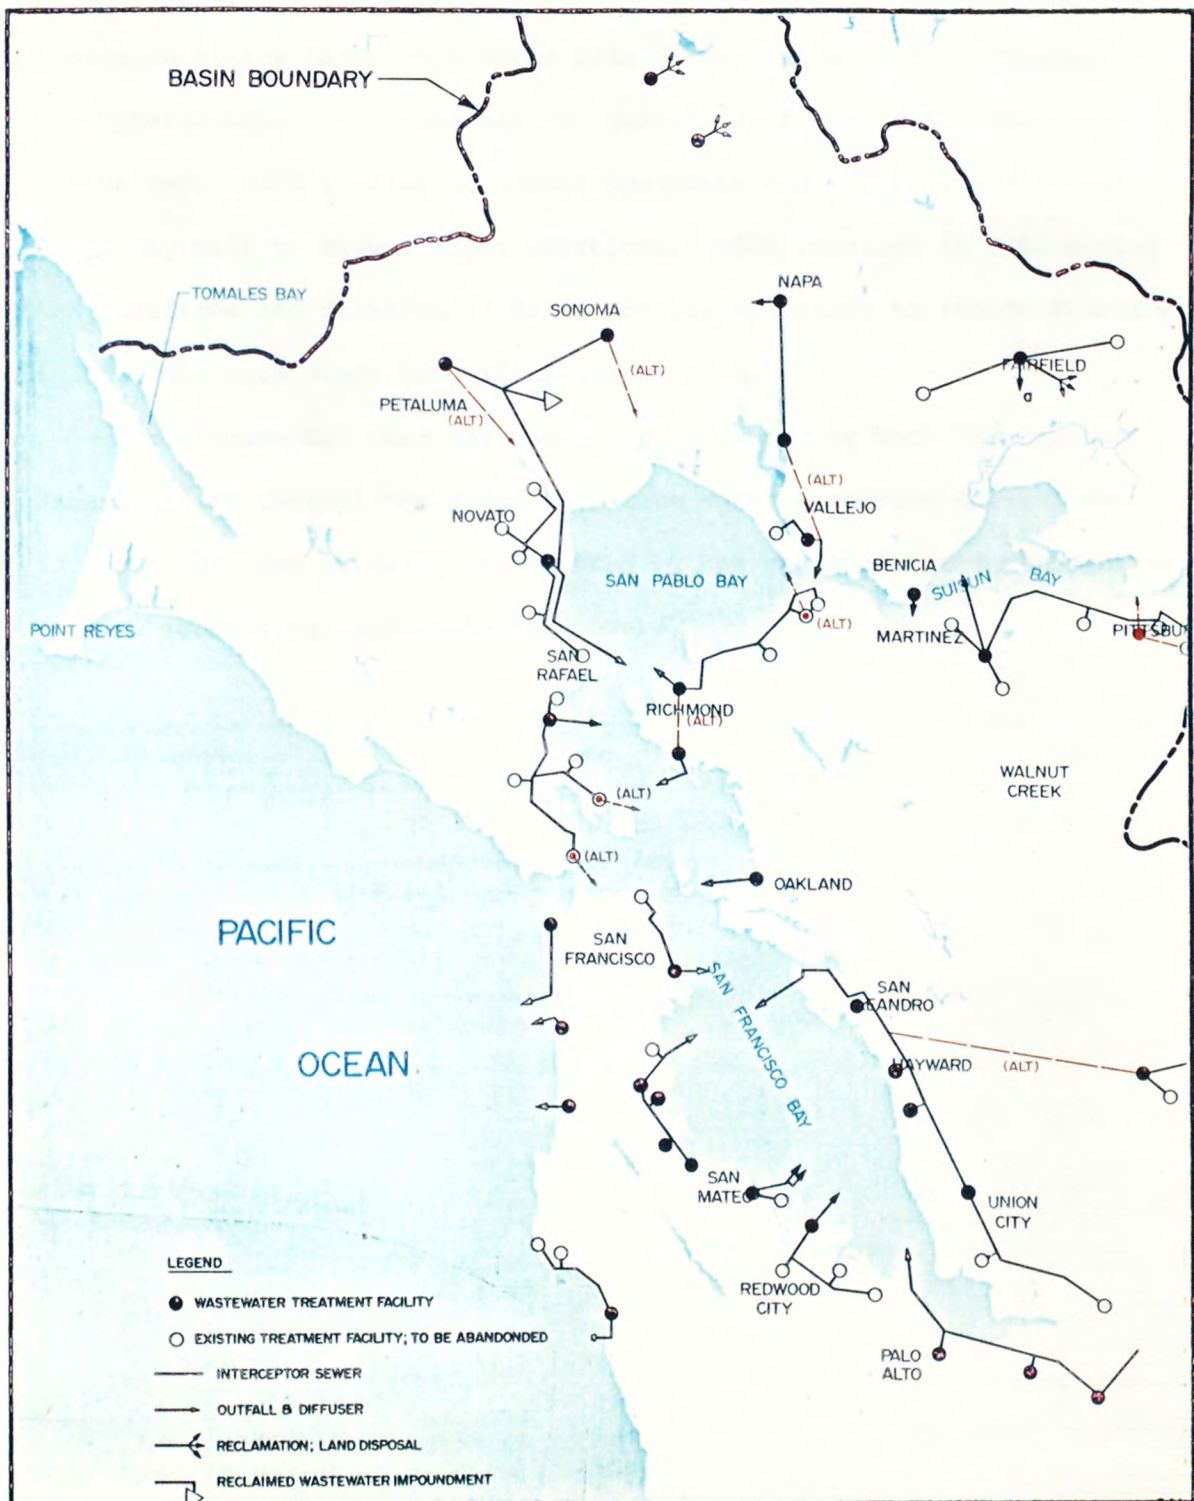 BASIN BOUNDARY
TOMALES BAY
NAPA
SONOMA
(ALT)
FAIRFIELD
a
PETALUMA
(ALT)
(ALT)
VALLEJO
NOVATO
BENICIA
SAN PABLO BAY
SUISUN BAY
(ALT)
MARTINEZ
PITTSBU
POINT REYES
SAN
RAFAEL
RICHMOND
(ALT)
WALNUT
CREEK
(ALT)
(ALT)
OAKLAND
PACIFIC
OCEAN
SAN
FRANCISCO
SAN FRANCISCO BAY
SAN
LEANDRO
HAYWARD
(ALT)
SAN
MATEO
UNION
CITY
REDWOOD
CITY
PALO
ALTO
LEGEND
WASTEWATER TREATMENT FACILITY
EXISTING TREATMENT FACILITY; TO BE ABANDONDED
INTERCEPTOR SEWER
OUTFALL & DIFFUSER
RECLAMATION; LAND DISPOSAL
RECLAIMED WASTEWATER IMPOUNDMENT